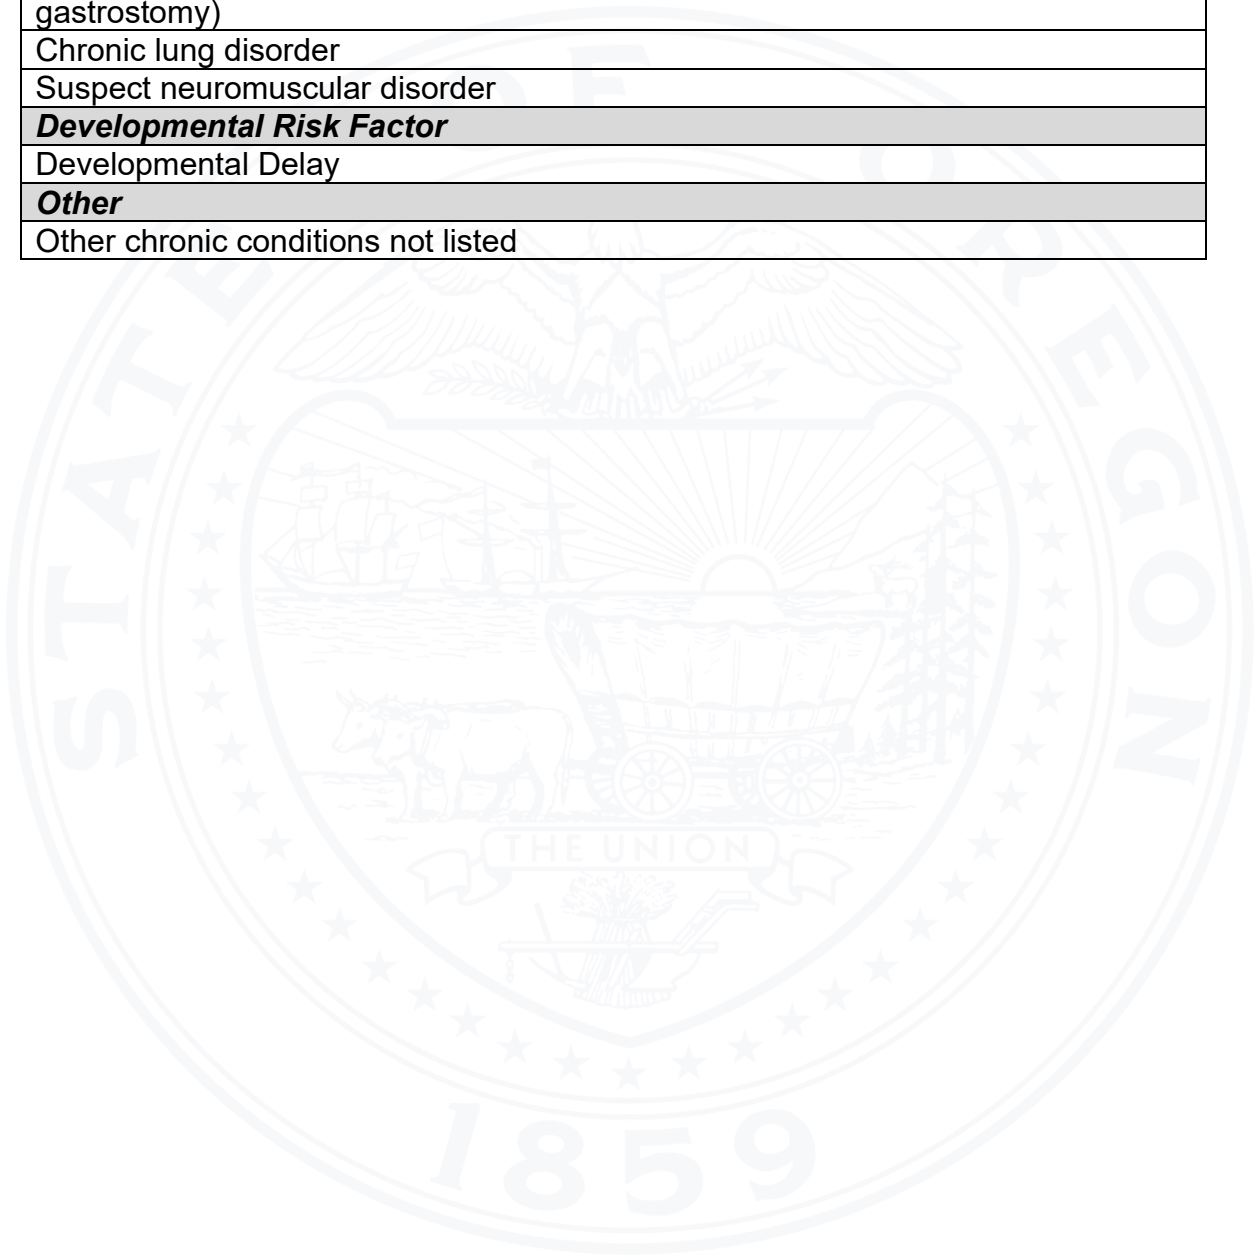 gastrostomy)
Chronic lung disorder
Suspect neuromuscular disorder
Developmental Risk Factor
Developmental Delay
Other
Other chronic conditions not listed
STATE OF OREGON
THE UNION
1859